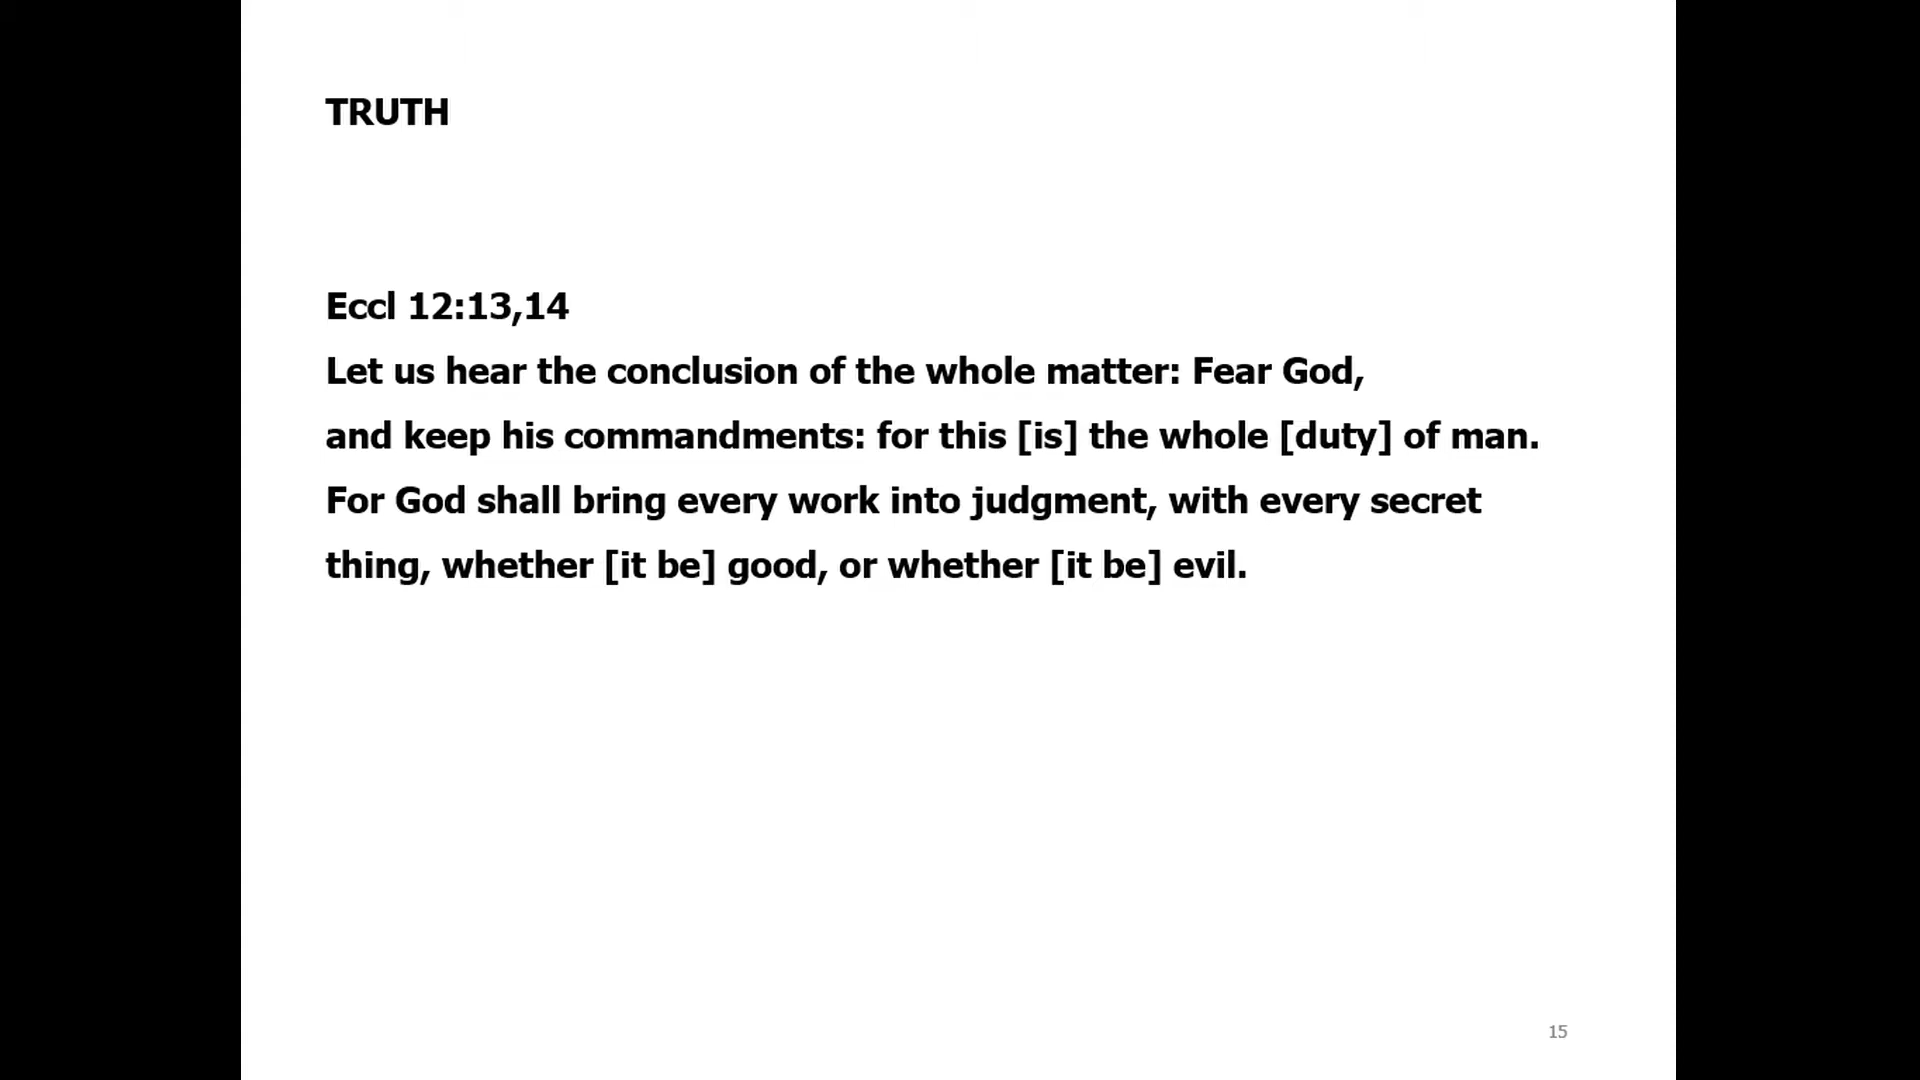 TRUTH
Eccl 12:13,14
Let us hear the conclusion of the whole matter: Fear God,
and keep his commandments: for this [is] the whole [duty] of man.
For God shall bring every work into judgment, with every secret
thing, whether [it be] good, or whether [it be] evil.
15